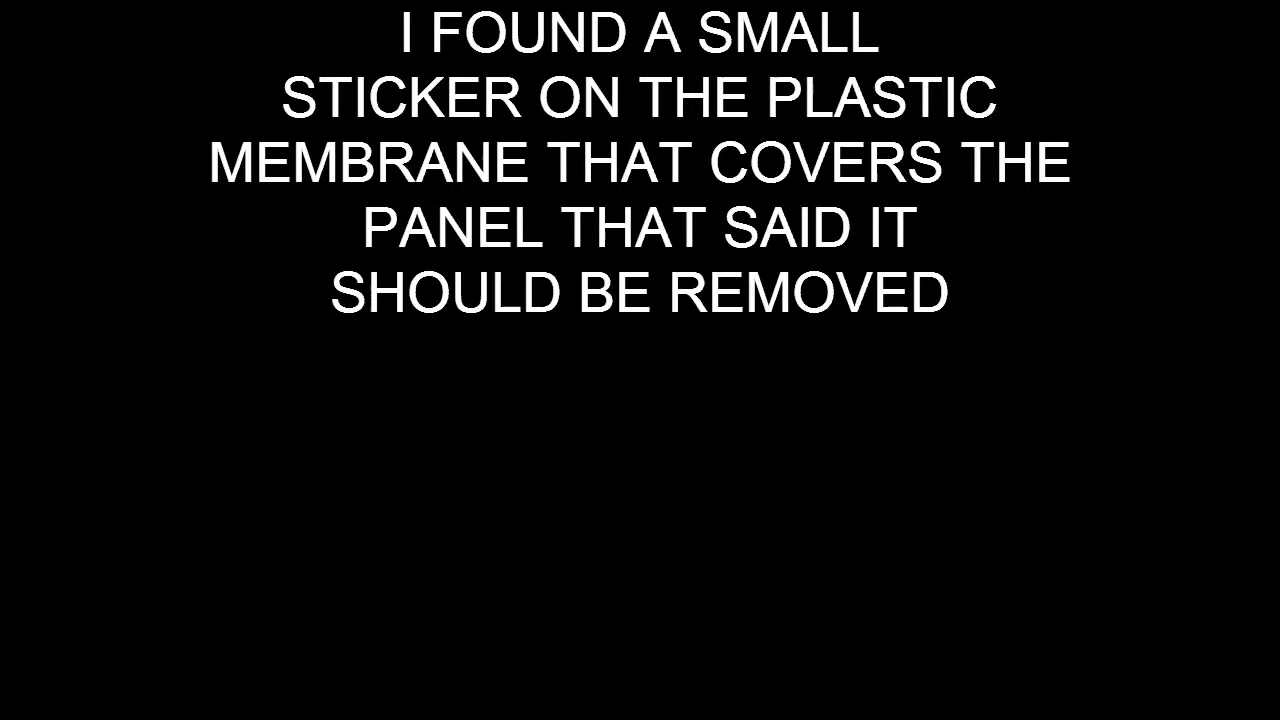 I FOUND A SMALL
STICKER ON THE PLASTIC
MEMBRANE THAT COVERS THE
PANEL THAT SAID IT
SHOULD BE REMOVED